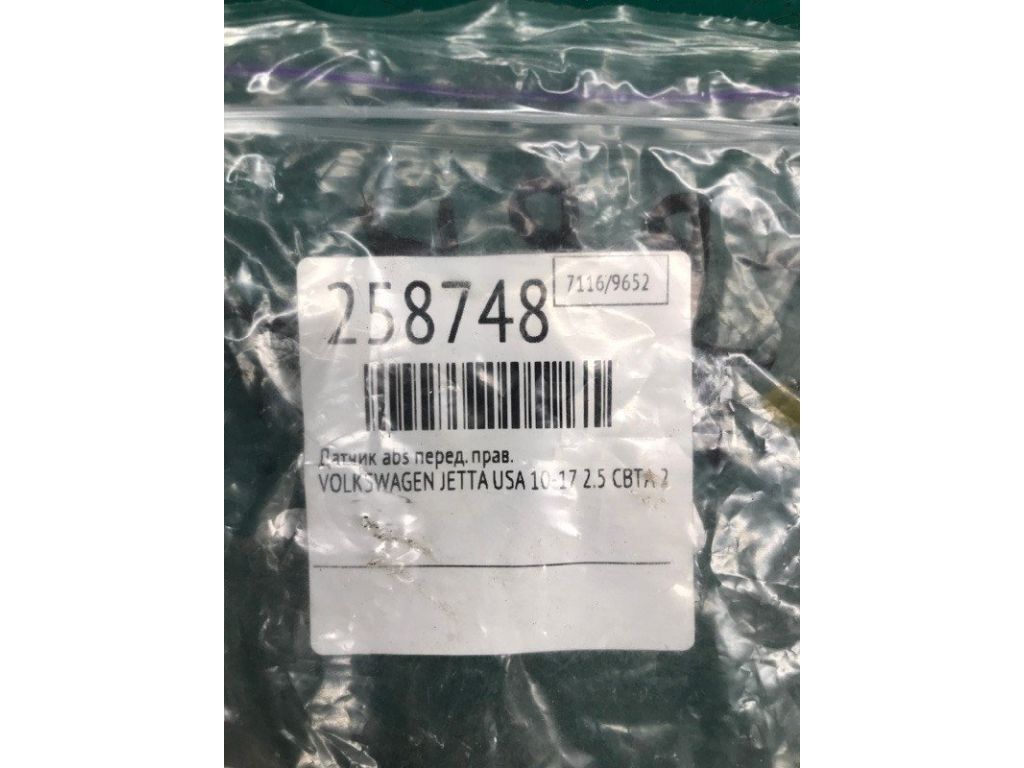 258748
7116/9652
Датчик abs перед. прав.
VOLKSWAGEN JETTA USA 10-17 2.5 CBTA 2